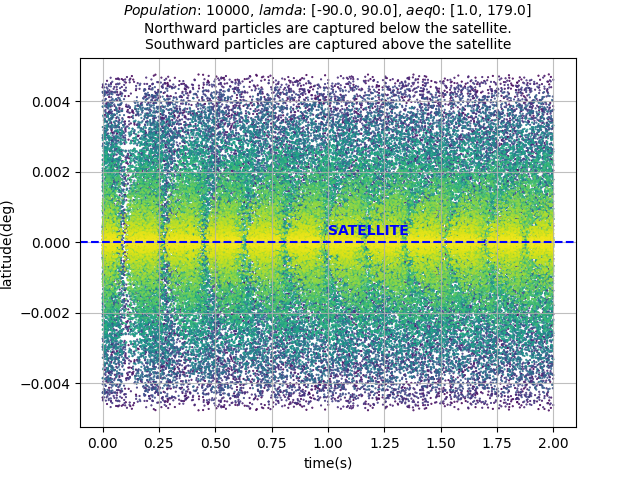 Population: 10000, lamda: [-90.0, 90.0], aeq0: [1.0, 179.0]
Northward particles are captured below the satellite.
Southward particles are captured above the satellite
0.004
0.002
0.000
−0.002
−0.004
latitude(deg)
SATELLITE
0.00 0.25 0.50 0.75 1.00 1.25 1.50 1.75 2.00
time(s)